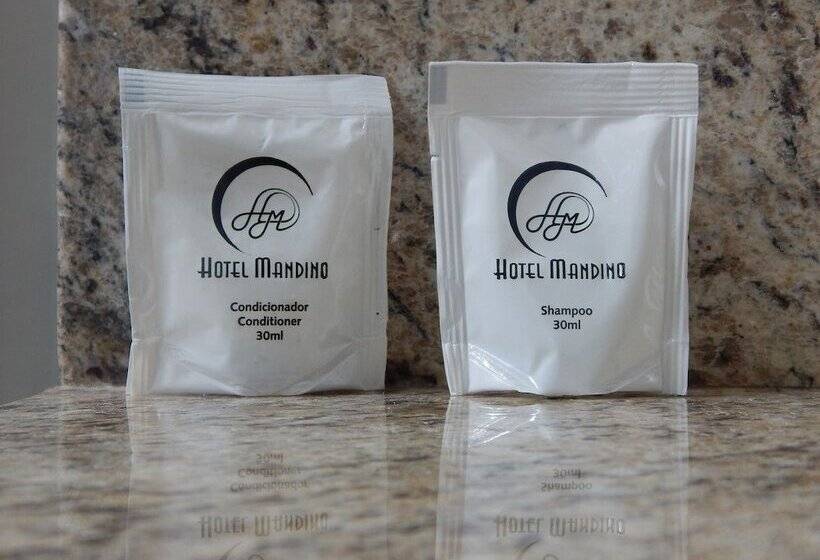 HM
HOTEL MANDINO
Condicionador
Conditioner
30ml
HM
HOTEL MANDINO
Shampoo
30ml